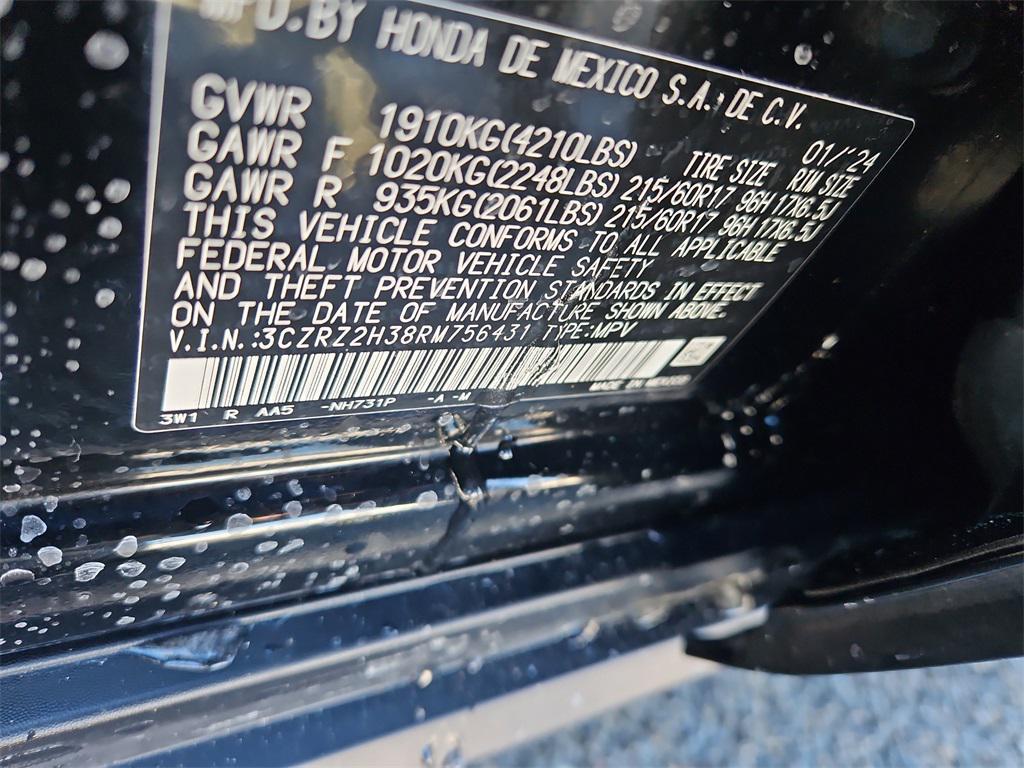 MFD.BY HONDA DE MEXICO S.A. DE C.V.
01/'24
GVWR 1910KG(4210LBS) TIRE SIZE RIM SIZE
GAWR F 1020KG(2248LBS) 215/60R17 96H 17X6.5J
GAWR R 935KG(2061LBS) 215/60R17 96H 17X6.5J
THIS VEHICLE CONFORMS TO ALL APPLICABLE
FEDERAL MOTOR VEHICLE SAFETY
AND THEFT PREVENTION STANDARDS IN EFFECT
ON THE DATE OF MANUFACTURE SHOWN ABOVE.
V.I.N.:3CZRZ2H38RM756431 TYPE:MPV
3W1 R AA5 -NH731P -A -M MADE IN MEXICO